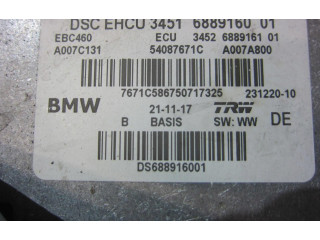 DSC EHCU 3451 6889160 01
EBC460 ECU 3452 6889161 01
A007C131 54087671C A007A800
BMW 7671C586750717325 231220-10
21-11-17 TRW
B BASIS SW: WW DE
DS688916001